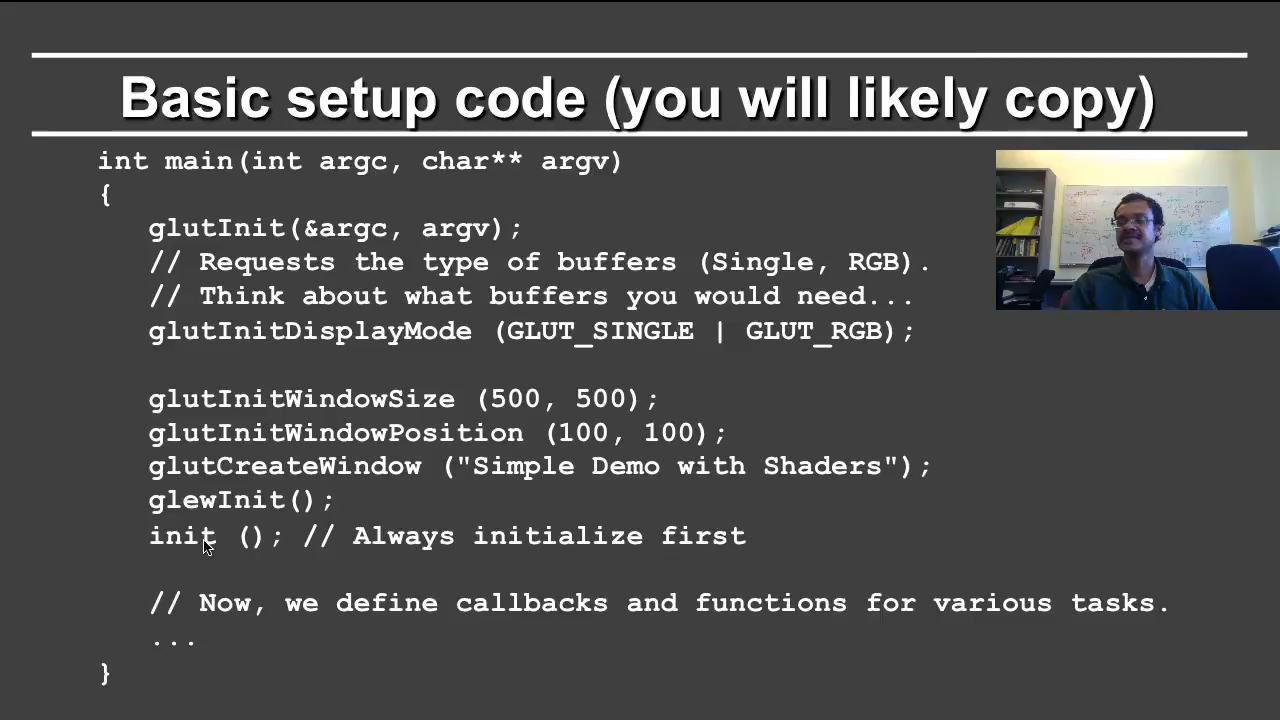 Basic setup code (you will likely copy)
int main(int argc, char** argv)
{
glutInit(&argc, argv);
// Requests the type of buffers (Single, RGB).
// Think about what buffers you would need...
glutInitDisplayMode (GLUT_SINGLE | GLUT_RGB);
glutInitWindowSize (500, 500);
glutInitWindowPosition (100, 100);
glutCreateWindow ("Simple Demo with Shaders");
glewInit();
init (); // Always initialize first
// Now, we define callbacks and functions for various tasks.
...
}